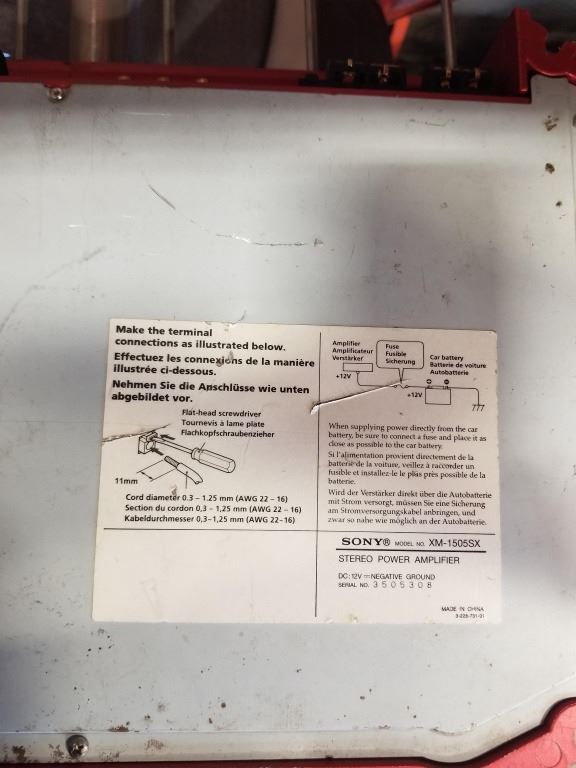 Make the terminal
connections as illustrated below.
Effectuez les connexions de la manière
illustrée ci-dessous.
Nehmen Sie die Anschlüsse wie unten
abgebildet vor.
Flat-head screwdriver
Tournevis à lame plate
Flachkopfschraubenzieher
11mm
Cord diameter 0.3 – 1.25 mm (AWG 22 – 16)
Section du cordon 0,3 – 1,25 mm (AWG 22 – 16)
Kabeldurchmesser 0,3–1,25 mm (AWG 22–16)
Amplifier
Amplificateur
Verstärker
+12V
Fuse
Fusible
Sicherung
Car battery
Batterie de voiture
Autobatterie
+12V
When supplying power directly from the car
battery, be sure to connect a fuse and place it as
close as possible to the car battery.
Si l'alimentation provient directement de la
batterie de la voiture, veillez à raccorder un
fusible et installez-le le plus près possible de la
batterie.
Wird der Verstärker direkt über die Autobatterie
mit Strom versorgt, müssen Sie eine Sicherung
am Stromversorgungskabel anbringen, und
zwar so nahe wie möglich an der Autobatterie.
SONY® MODEL NO. XM-1505SX
STEREO POWER AMPLIFIER
DC:12V ⎓ NEGATIVE GROUND
SERIAL NO. 3505308
MADE IN CHINA
3-228-731-01